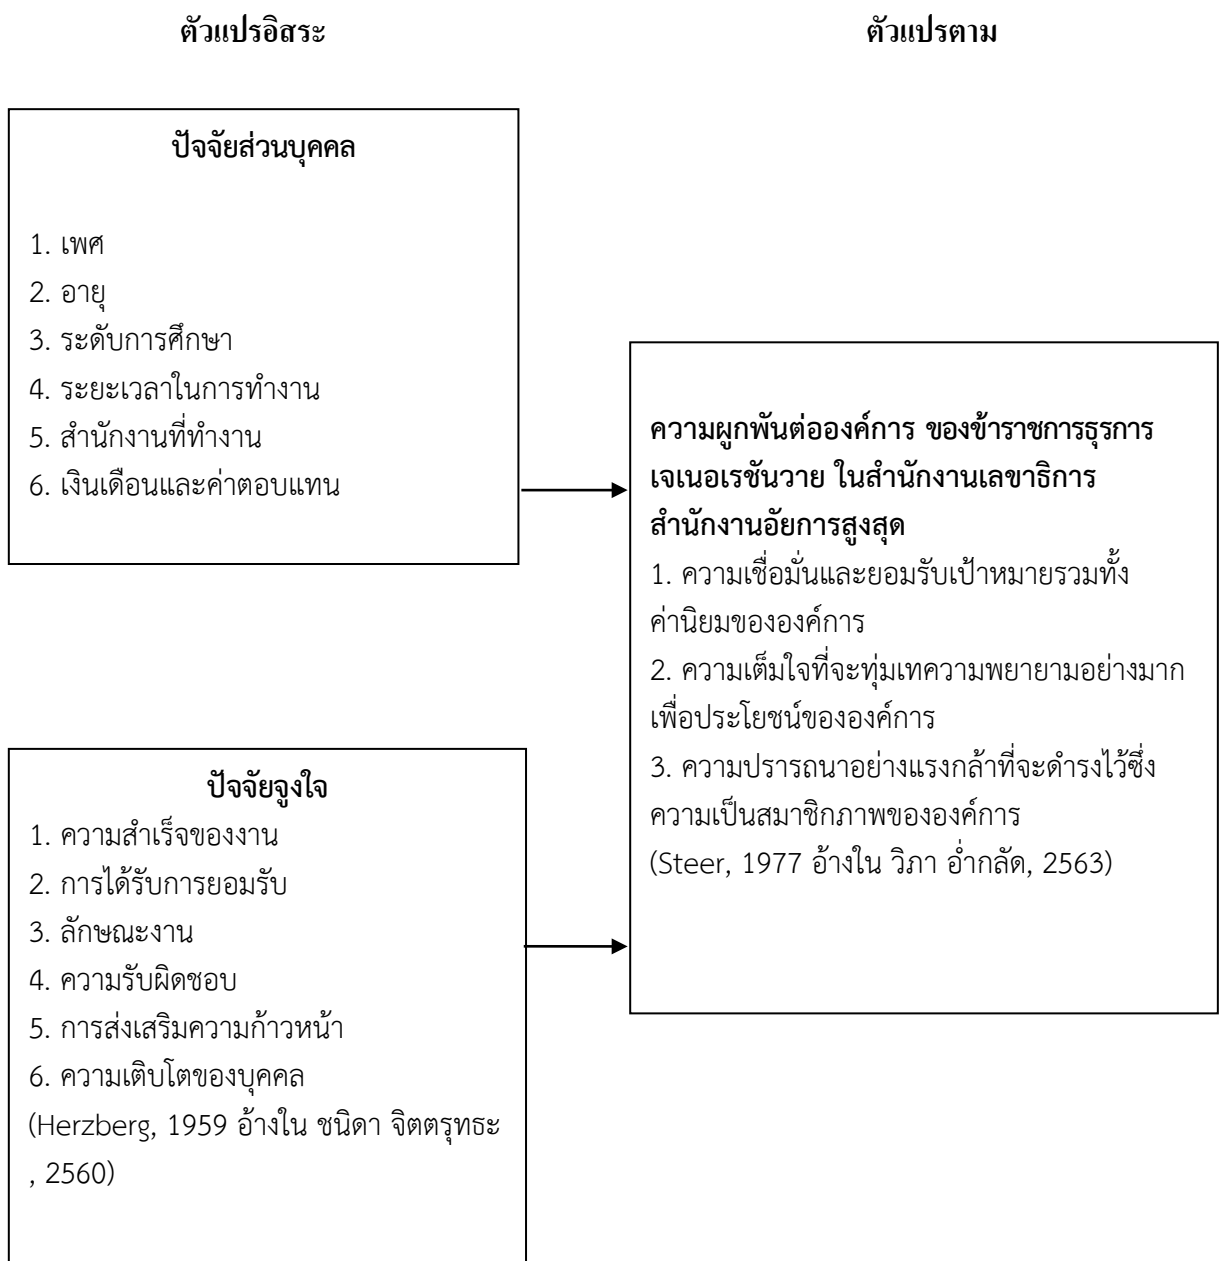 ตัวแปรอิสระ
ตัวแปรตาม
ปัจจัยส่วนบุคคล
1. เพศ
2. อายุ
3. ระดับการศึกษา
4. ระยะเวลาในการทำงาน
5. สำนักงานที่ทำงาน
6. เงินเดือนและค่าตอบแทน
ปัจจัยจูงใจ
1. ความสำเร็จของงาน
2. การได้รับการยอมรับ
3. ลักษณะงาน
4. ความรับผิดชอบ
5. การส่งเสริมความก้าวหน้า
6. ความเติบโตของบุคคล
(Herzberg, 1959 อ้างใน ชนิดา จิตตรุทธะ
, 2560)
ความผูกพันต่อองค์การ ของข้าราชการธุรการ
เจเนอเรชันวาย ในสำนักงานเลขาธิการ
สำนักงานอัยการสูงสุด
1. ความเชื่อมั่นและยอมรับเป้าหมายรวมทั้ง
ค่านิยมขององค์การ
2. ความเต็มใจที่จะทุ่มเทความพยายามอย่างมาก
เพื่อประโยชน์ขององค์การ
3. ความปรารถนาอย่างแรงกล้าที่จะดำรงไว้ซึ่ง
ความเป็นสมาชิกภาพขององค์การ
(Steer, 1977 อ้างใน วิภา อ่ำกลัด, 2563)